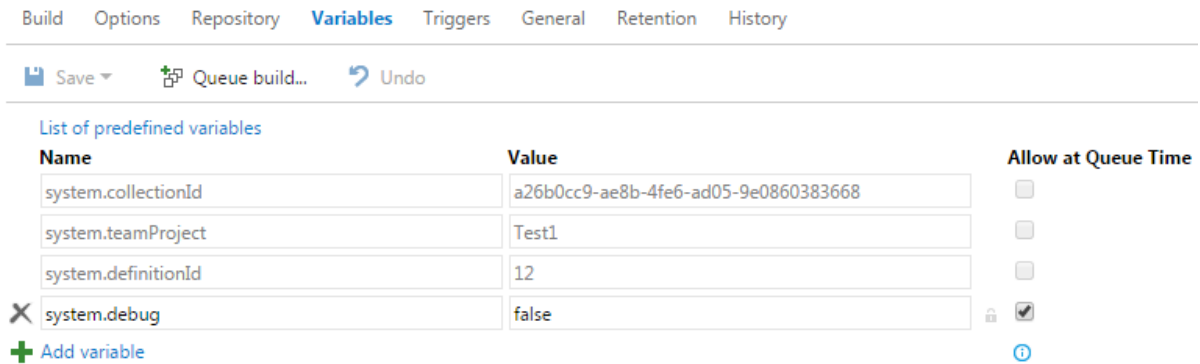 Build Options Repository Variables Triggers General Retention History
Save Queue build... Undo
List of predefined variables
Name Value Allow at Queue Time
system.collectionId a26b0cc9-ae8b-4fe6-ad05-9e0860383668
system.teamProject Test1
system.definitionId 12
system.debug false
Add variable